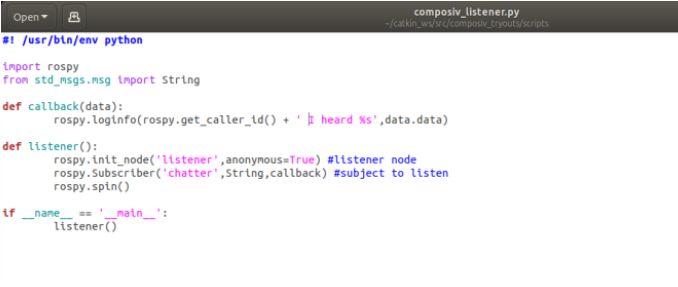 Open
composiv_listener.py
~/catkin_ws/src/composiv_tryouts/scripts
#! /usr/bin/env python
import rospy
from std_msgs.msg import String
def callback(data):
        rospy.loginfo(rospy.get_caller_id() + ' I heard %s',data.data)
def listener():
        rospy.init_node('listener',anonymous=True) #listener node
        rospy.Subscriber('chatter',String,callback) #subject to listen
        rospy.spin()
if __name__ == '__main__':
        listener()